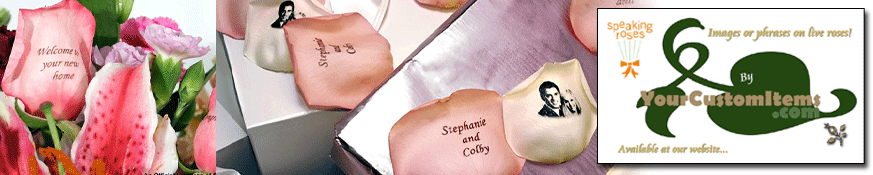 Welcome to
your new
home
Stephanie
and
Colby
Stephanie
and
Colby
speaking
roses
Images or phrases on live roses!
By
YourCustomItems
.com
Available at our website...